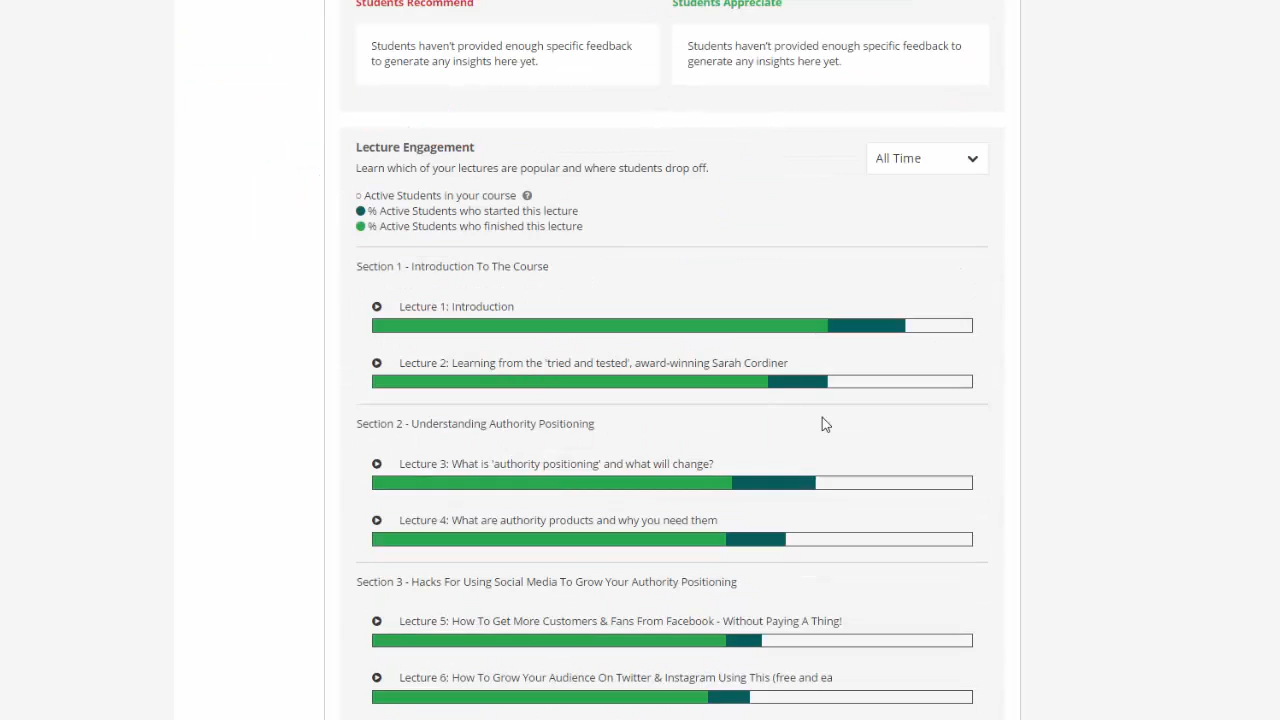 Students Recommend
Students Appreciate
Students haven't provided enough specific feedback
to generate any insights here yet.
Students haven't provided enough specific feedback to
generate any insights here yet.
Lecture Engagement
Learn which of your lectures are popular and where students drop off.
All Time
Active Students in your course
% Active Students who started this lecture
% Active Students who finished this lecture
Section 1 - Introduction To The Course
Lecture 1: Introduction
Lecture 2: Learning from the 'tried and tested', award-winning Sarah Cordiner
Section 2 - Understanding Authority Positioning
Lecture 3: What is 'authority positioning' and what will change?
Lecture 4: What are authority products and why you need them
Section 3 - Hacks For Using Social Media To Grow Your Authority Positioning
Lecture 5: How To Get More Customers & Fans From Facebook - Without Paying A Thing!
Lecture 6: How To Grow Your Audience On Twitter & Instagram Using This (free and ea